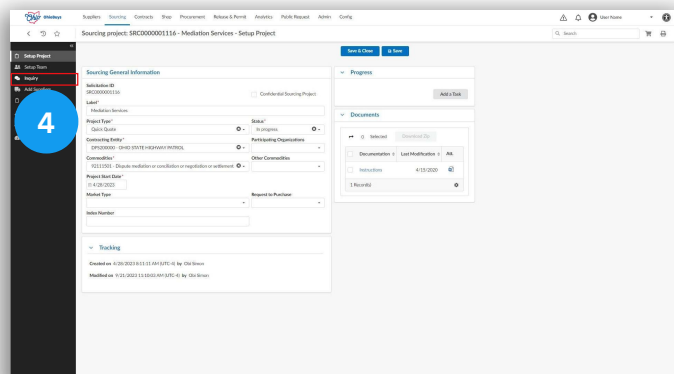 Ohio OhioBuys Suppliers Sourcing Contracts Shop Procurement Release & Permit Analytics Public Request Admin Config User Name
Sourcing project: SRC0000001116 - Mediation Services - Setup Project Search
Save & Close Save
Setup Project
Setup Team
Inquiry
Add Suppliers
4
Sourcing General Information
Solicitation ID
SRC0000001116
Confidential Sourcing Project
Label*
Mediation Services
Project Type* Status*
Quick Quote In progress
Contracting Entity* Participating Organizations
DPS200000 - OHIO STATE HIGHWAY PATROL
Commodities* Other Commodities
92111501 - Dispute mediation or conciliation or negotiation or settlement
Project Start Date*
4/28/2023
Market Type Request to Purchase
Index Number
Tracking
Created on 4/26/2023 8:11:11 AM (UTC-4) by Obi Simon
Modified on 9/21/2023 11:10:03 AM (UTC-4) by Obi Simon
Progress
Add a Task
Documents
0 Selected Download Zip
Documentation Last Modification Att.
Instructions 4/15/2020
1 Record(s)